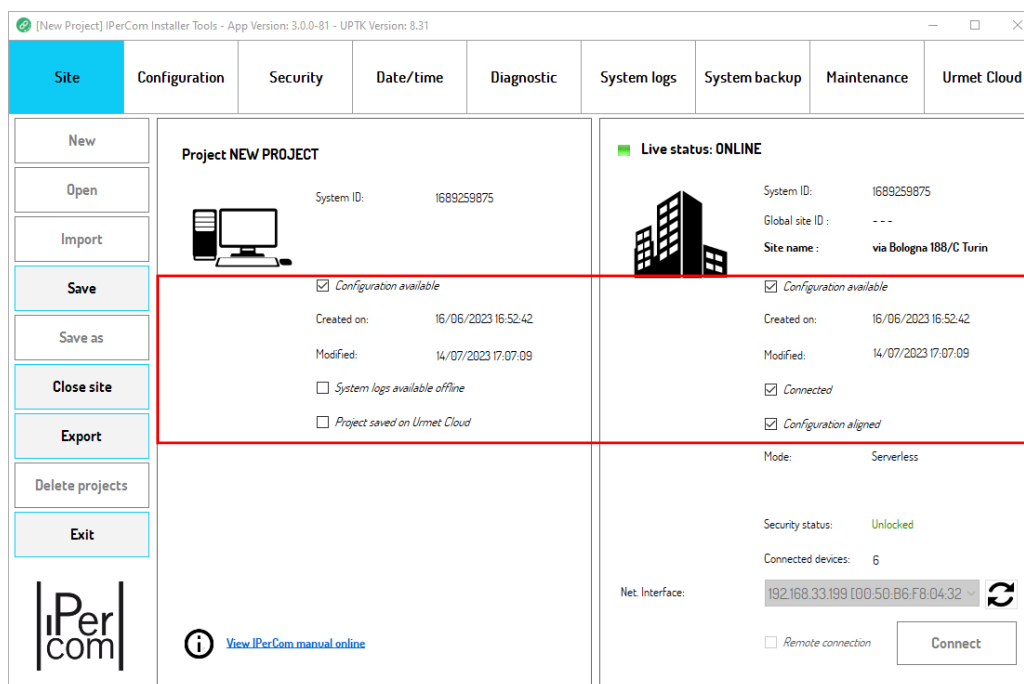 [New Project] IPerCom Installer Tools - App Version: 3.0.0-81 - UPTK Version: 8.31
Site
Configuration
Security
Date/time
Diagnostic
System logs
System backup
Maintenance
Urmet Cloud
New
Open
Import
Save
Save as
Close site
Export
Delete projects
Exit
IPer
com
Project NEW PROJECT
System ID: 1689259875
Configuration available
Created on: 16/06/2023 16:52:42
Modified: 14/07/2023 17:07:09
System logs available offline
Project saved on Urmet Cloud
View IPerCom manual online
Live status: ONLINE
System ID: 1689259875
Global site ID : - - -
Site name : via Bologna 188/C Turin
Configuration available
Created on: 16/06/2023 16:52:42
Modified: 14/07/2023 17:07:09
Connected
Configuration aligned
Mode: Serverless
Security status: Unlocked
Connected devices: 6
Net. Interface: 192.168.33.199 [00:50:B6:F8:04:32
Remote connection
Connect